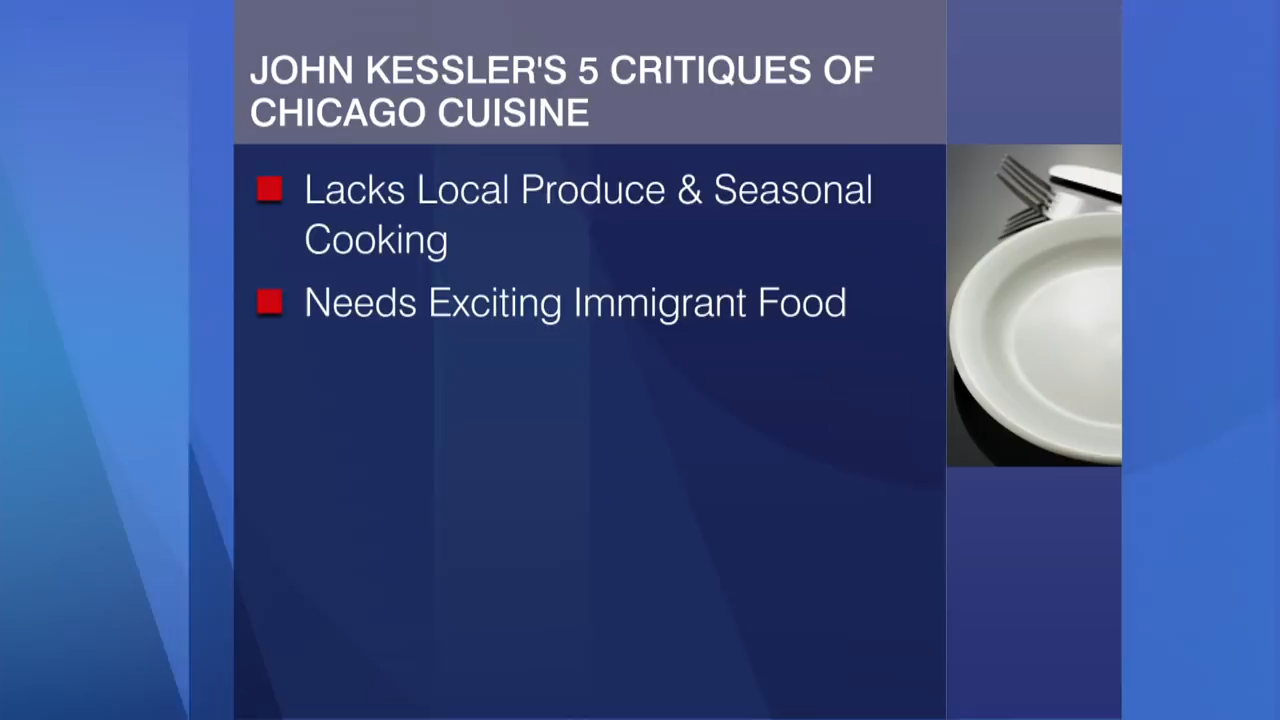 JOHN KESSLER'S 5 CRITIQUES OF
CHICAGO CUISINE
Lacks Local Produce & Seasonal
Cooking
Needs Exciting Immigrant Food